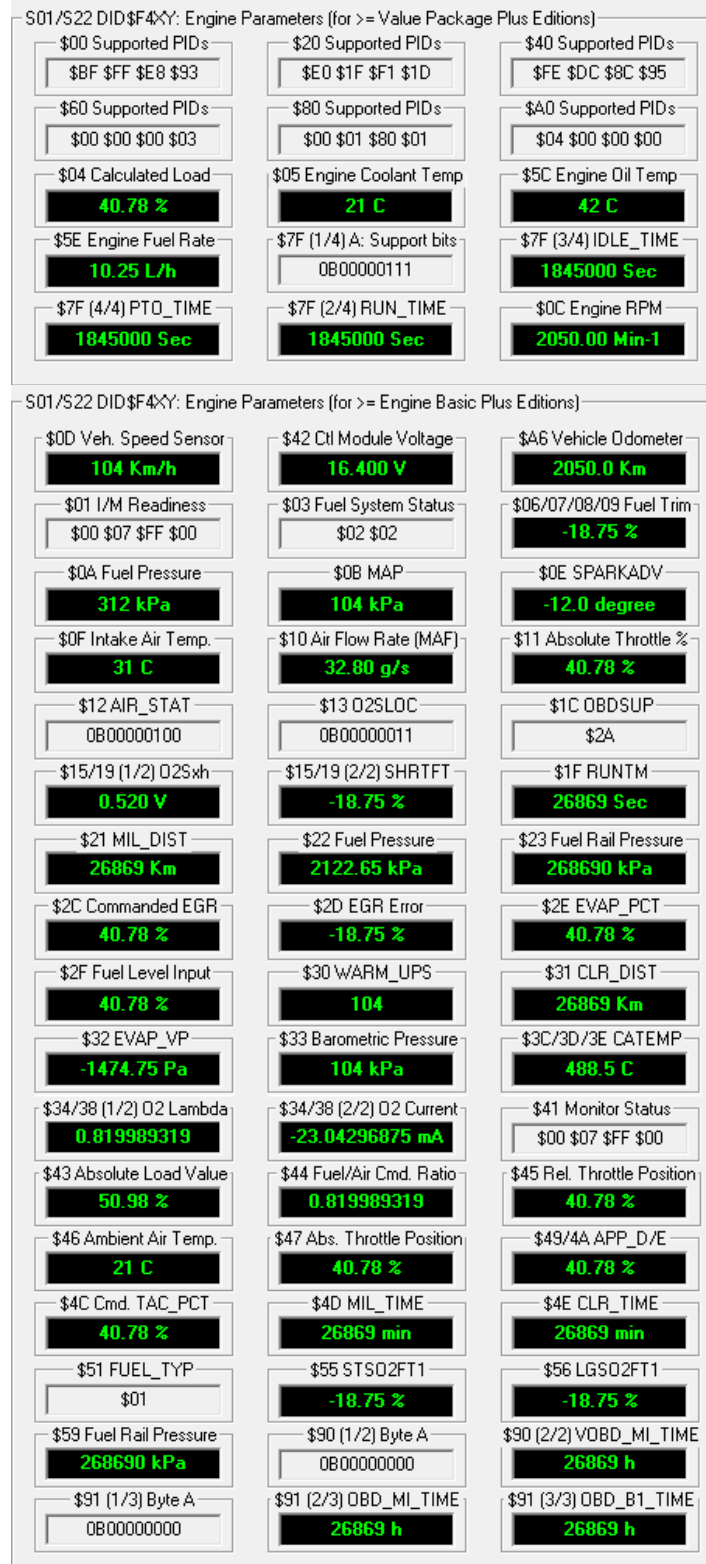 S01/S22 DID$F4XY: Engine Parameters (for >= Value Package Plus Editions)
$00 Supported PIDs $20 Supported PIDs $40 Supported PIDs
$BF $FF $E8 $93 $E0 $1F $F1 $1D $FE $DC $8C $95
$60 Supported PIDs $80 Supported PIDs $A0 Supported PIDs
$00 $00 $00 $03 $00 $01 $80 $01 $04 $00 $00 $00
$04 Calculated Load $05 Engine Coolant Temp $5C Engine Oil Temp
40.78 % 21 C 42 C
$5E Engine Fuel Rate $7F (1/4) A: Support bits $7F (3/4) IDLE_TIME
10.25 L/h 0B00000111 1845000 Sec
$7F (4/4) PTO_TIME $7F (2/4) RUN_TIME $0C Engine RPM
1845000 Sec 1845000 Sec 2050.00 Min-1
S01/S22 DID$F4XY: Engine Parameters (for >= Engine Basic Plus Editions)
$0D Veh. Speed Sensor $42 Ctl Module Voltage $A6 Vehicle Odometer
104 Km/h 16.400 V 2050.0 Km
$01 I/M Readiness $03 Fuel System Status $06/07/08/09 Fuel Trim
$00 $07 $FF $00 $02 $02 -18.75 %
$0A Fuel Pressure $0B MAP $0E SPARKADV
312 kPa 104 kPa -12.0 degree
$0F Intake Air Temp. $10 Air Flow Rate (MAF) $11 Absolute Throttle %
31 C 32.80 g/s 40.78 %
$12 AIR_STAT $13 O2SLOC $1C OBDSUP
0B00000100 0B00000011 $2A
$15/19 (1/2) O2Sxh $15/19 (2/2) SHRTFT $1F RUNTM
0.520 V -18.75 % 26869 Sec
$21 MIL_DIST $22 Fuel Pressure $23 Fuel Rail Pressure
26869 Km 2122.65 kPa 268690 kPa
$2C Commanded EGR $2D EGR Error $2E EVAP_PCT
40.78 % -18.75 % 40.78 %
$2F Fuel Level Input $30 WARM_UPS $31 CLR_DIST
40.78 % 104 26869 Km
$32 EVAP_VP $33 Barometric Pressure $3C/3D/3E CATEMP
-1474.75 Pa 104 kPa 488.5 C
$34/38 (1/2) O2 Lambda $34/38 (2/2) O2 Current $41 Monitor Status
0.819989319 -23.04296875 mA $00 $07 $FF $00
$43 Absolute Load Value $44 Fuel/Air Cmd. Ratio $45 Rel. Throttle Position
50.98 % 0.819989319 40.78 %
$46 Ambient Air Temp. $47 Abs. Throttle Position $49/4A APP_D/E
21 C 40.78 % 40.78 %
$4C Cmd. TAC_PCT $4D MIL_TIME $4E CLR_TIME
40.78 % 26869 min 26869 min
$51 FUEL_TYP $55 STSO2FT1 $56 LGSO2FT1
$01 -18.75 % -18.75 %
$59 Fuel Rail Pressure $90 (1/2) Byte A $90 (2/2) VOBD_MI_TIME
268690 kPa 0B00000000 26869 h
$91 (1/3) Byte A $91 (2/3) OBD_MI_TIME $91 (3/3) OBD_B1_TIME
0B00000000 26869 h 26869 h